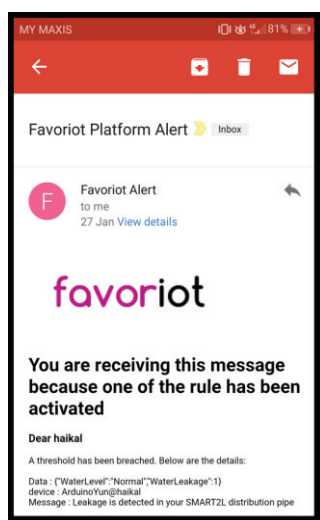 MY MAXIS 81%
Favoriot Platform Alert Inbox
F
Favoriot Alert
to me
27 Jan View details
favoriot
You are receiving this message
because one of the rule has been
activated
Dear haikal
A threshold has been breached. Below are the details:
Data : {"WaterLevel":"Normal","WaterLeakage":1}
device : ArduinoYun@haikal
Message : Leakage is detected in your SMART2L distribution pipe